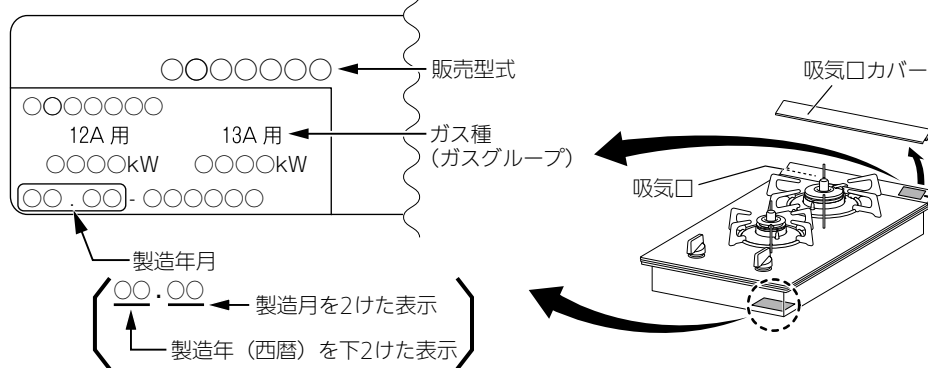 ○○○○○○○
販売型式
○○○○○○○
12A 用
13A 用
ガス種
（ガスグループ）
○○○○kW
○○○○kW
○○．○○-○○○○○○
製造年月
○○．○○
製造月を2けた表示
製造年（西暦）を下2けた表示
吸気口カバー
吸気口